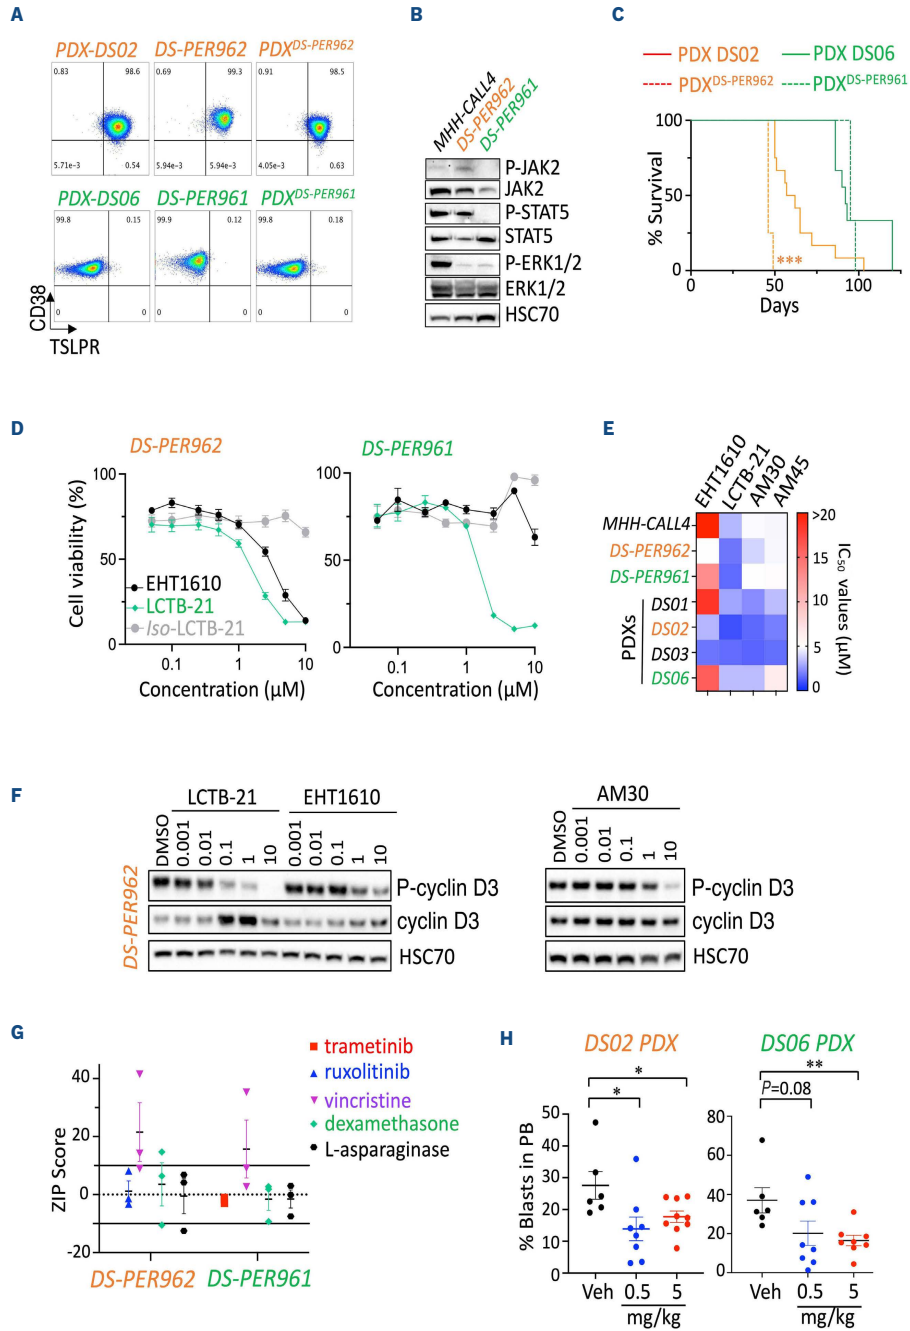 A
PDX-DS02 DS-PER962 PDX^DS-PER962
0.83 98.6 0.69 99.3 0.91 98.5
5.71e-3 0.54 5.94e-3 5.94e-3 4.05e-3 0.63
PDX-DS06 DS-PER961 PDX^DS-PER961
99.8 0.15 99.9 0.12 99.8 0.18
0 0 0 0 0 0
CD38
TSLPR
B
MHH-CALL4
DS-PER962
DS-PER961
P-JAK2
JAK2
P-STAT5
STAT5
P-ERK1/2
ERK1/2
HSC70
C
PDX DS02 PDX DS06
PDX^DS-PER962 PDX^DS-PER961
% Survival
100
50
0
***
0 50 100
Days
D
DS-PER962 DS-PER961
Cell viability (%)
100 100
50 50
0 0
EHT1610
LCTB-21
Iso-LCTB-21
0.1 1 10 0.1 1 10
Concentration (µM) Concentration (µM)
E
EHT1610
LCTB-21
AM30
AM45
MHH-CALL4
DS-PER962
DS-PER961
PDXs
DS01
DS02
DS03
DS06
>20
15
10
5
0
IC50 values (µM)
F
LCTB-21 EHT1610 AM30
DMSO 0.001 0.01 0.1 1 10 0.001 0.01 0.1 1 10
DMSO 0.001 0.01 0.1 1 10
DS-PER962
P-cyclin D3 P-cyclin D3
cyclin D3 cyclin D3
HSC70 HSC70
G
trametinib
ruxolitinib
vincristine
dexamethasone
L-asparaginase
ZIP Score
40
20
0
-20
DS-PER962 DS-PER961
H
DS02 PDX DS06 PDX
* **
* P=0.08
% Blasts in PB
60 80
50
40 60
30 40
20
10 20
0 0
Veh 0.5 5 Veh 0.5 5
mg/kg mg/kg